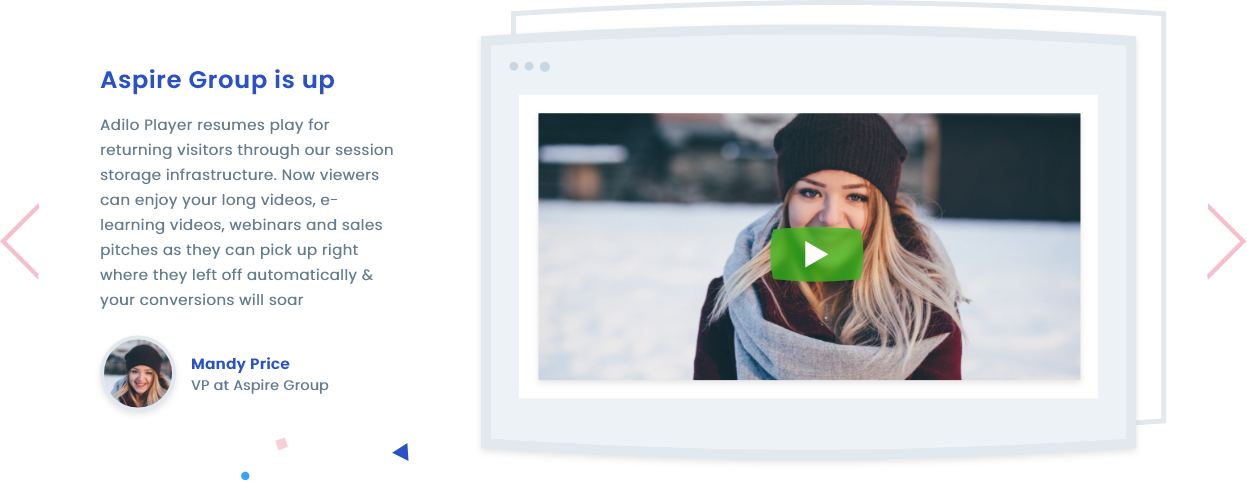 Aspire Group is up
Adilo Player resumes play for
returning visitors through our session
storage infrastructure. Now viewers
can enjoy your long videos, e-
learning videos, webinars and sales
pitches as they can pick up right
where they left off automatically &
your conversions will soar
Mandy Price
VP at Aspire Group